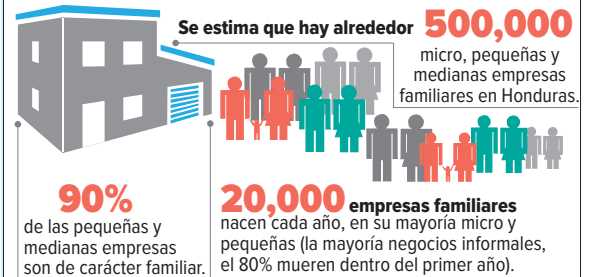 Se estima que hay alrededor 500,000
micro, pequeñas y
medianas empresas
familiares en Honduras.
90%
de las pequeñas y
medianas empresas
son de carácter familiar.
20,000 empresas familiares
nacen cada año, en su mayoría micro y
pequeñas (la mayoría negocios informales,
el 80% mueren dentro del primer año).